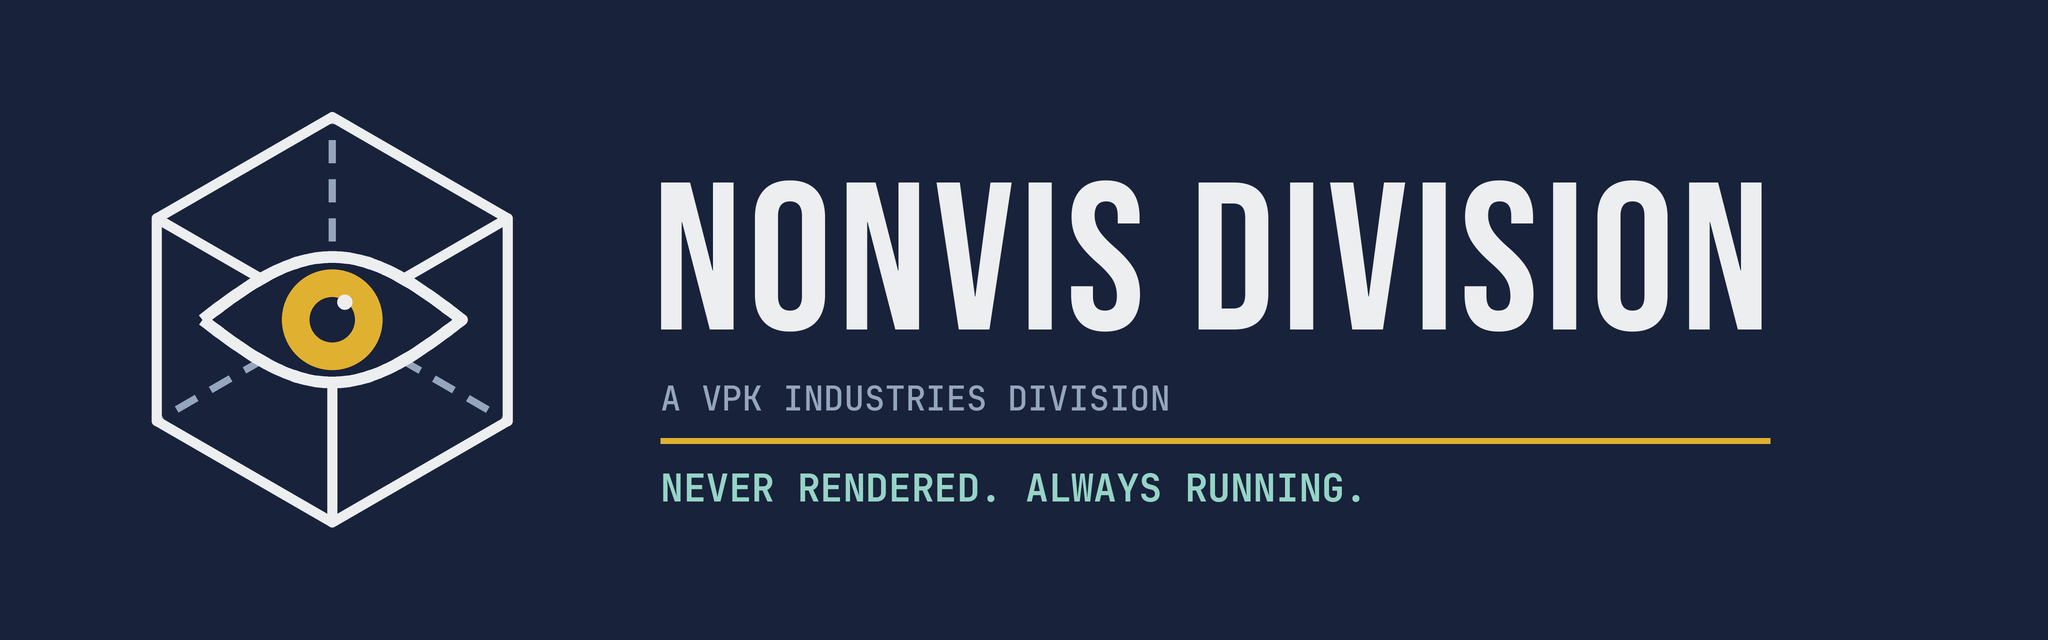 NONVIS DIVISION
A VPK INDUSTRIES DIVISION
NEVER RENDERED. ALWAYS RUNNING.